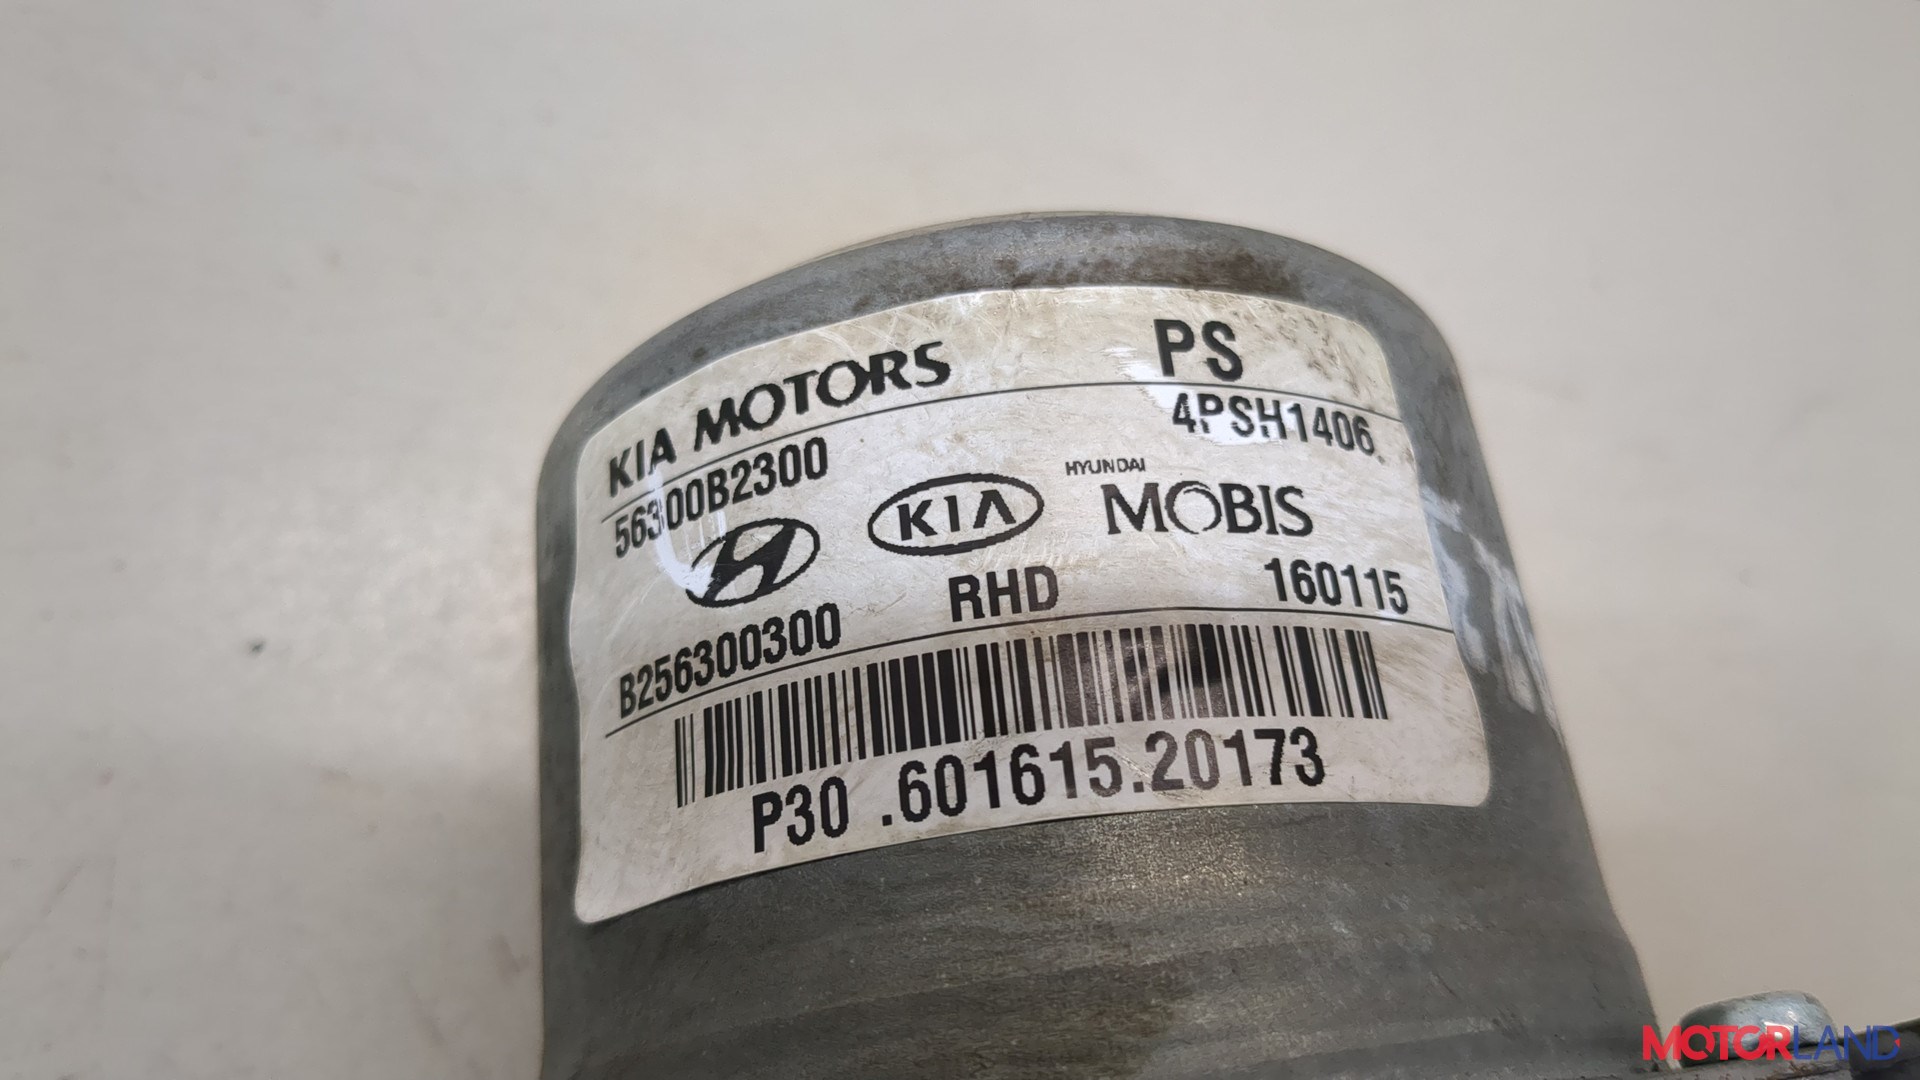 KIA MOTORS PS
56300B2300 4PSH1406
KIA HYUNDAI
MOBIS
B256300300 RHD 160115
P30 .601615.20173
MOTORLAND